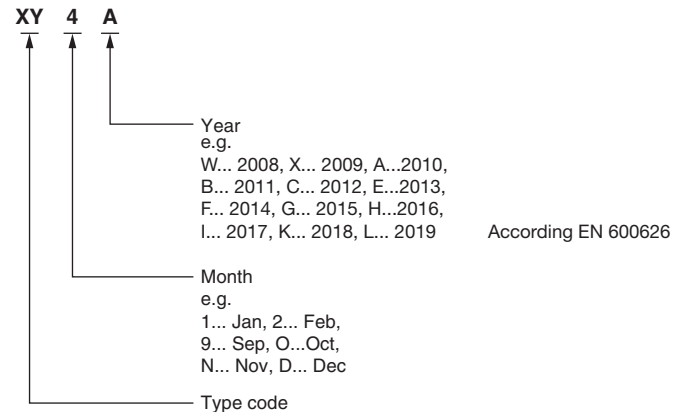 XY 4 A
Year
e.g.
W... 2008, X... 2009, A...2010,
B... 2011, C... 2012, E...2013,
F... 2014, G... 2015, H...2016,
I... 2017, K... 2018, L... 2019 According EN 600626
Month
e.g.
1... Jan, 2... Feb,
9... Sep, O...Oct,
N... Nov, D... Dec
Type code